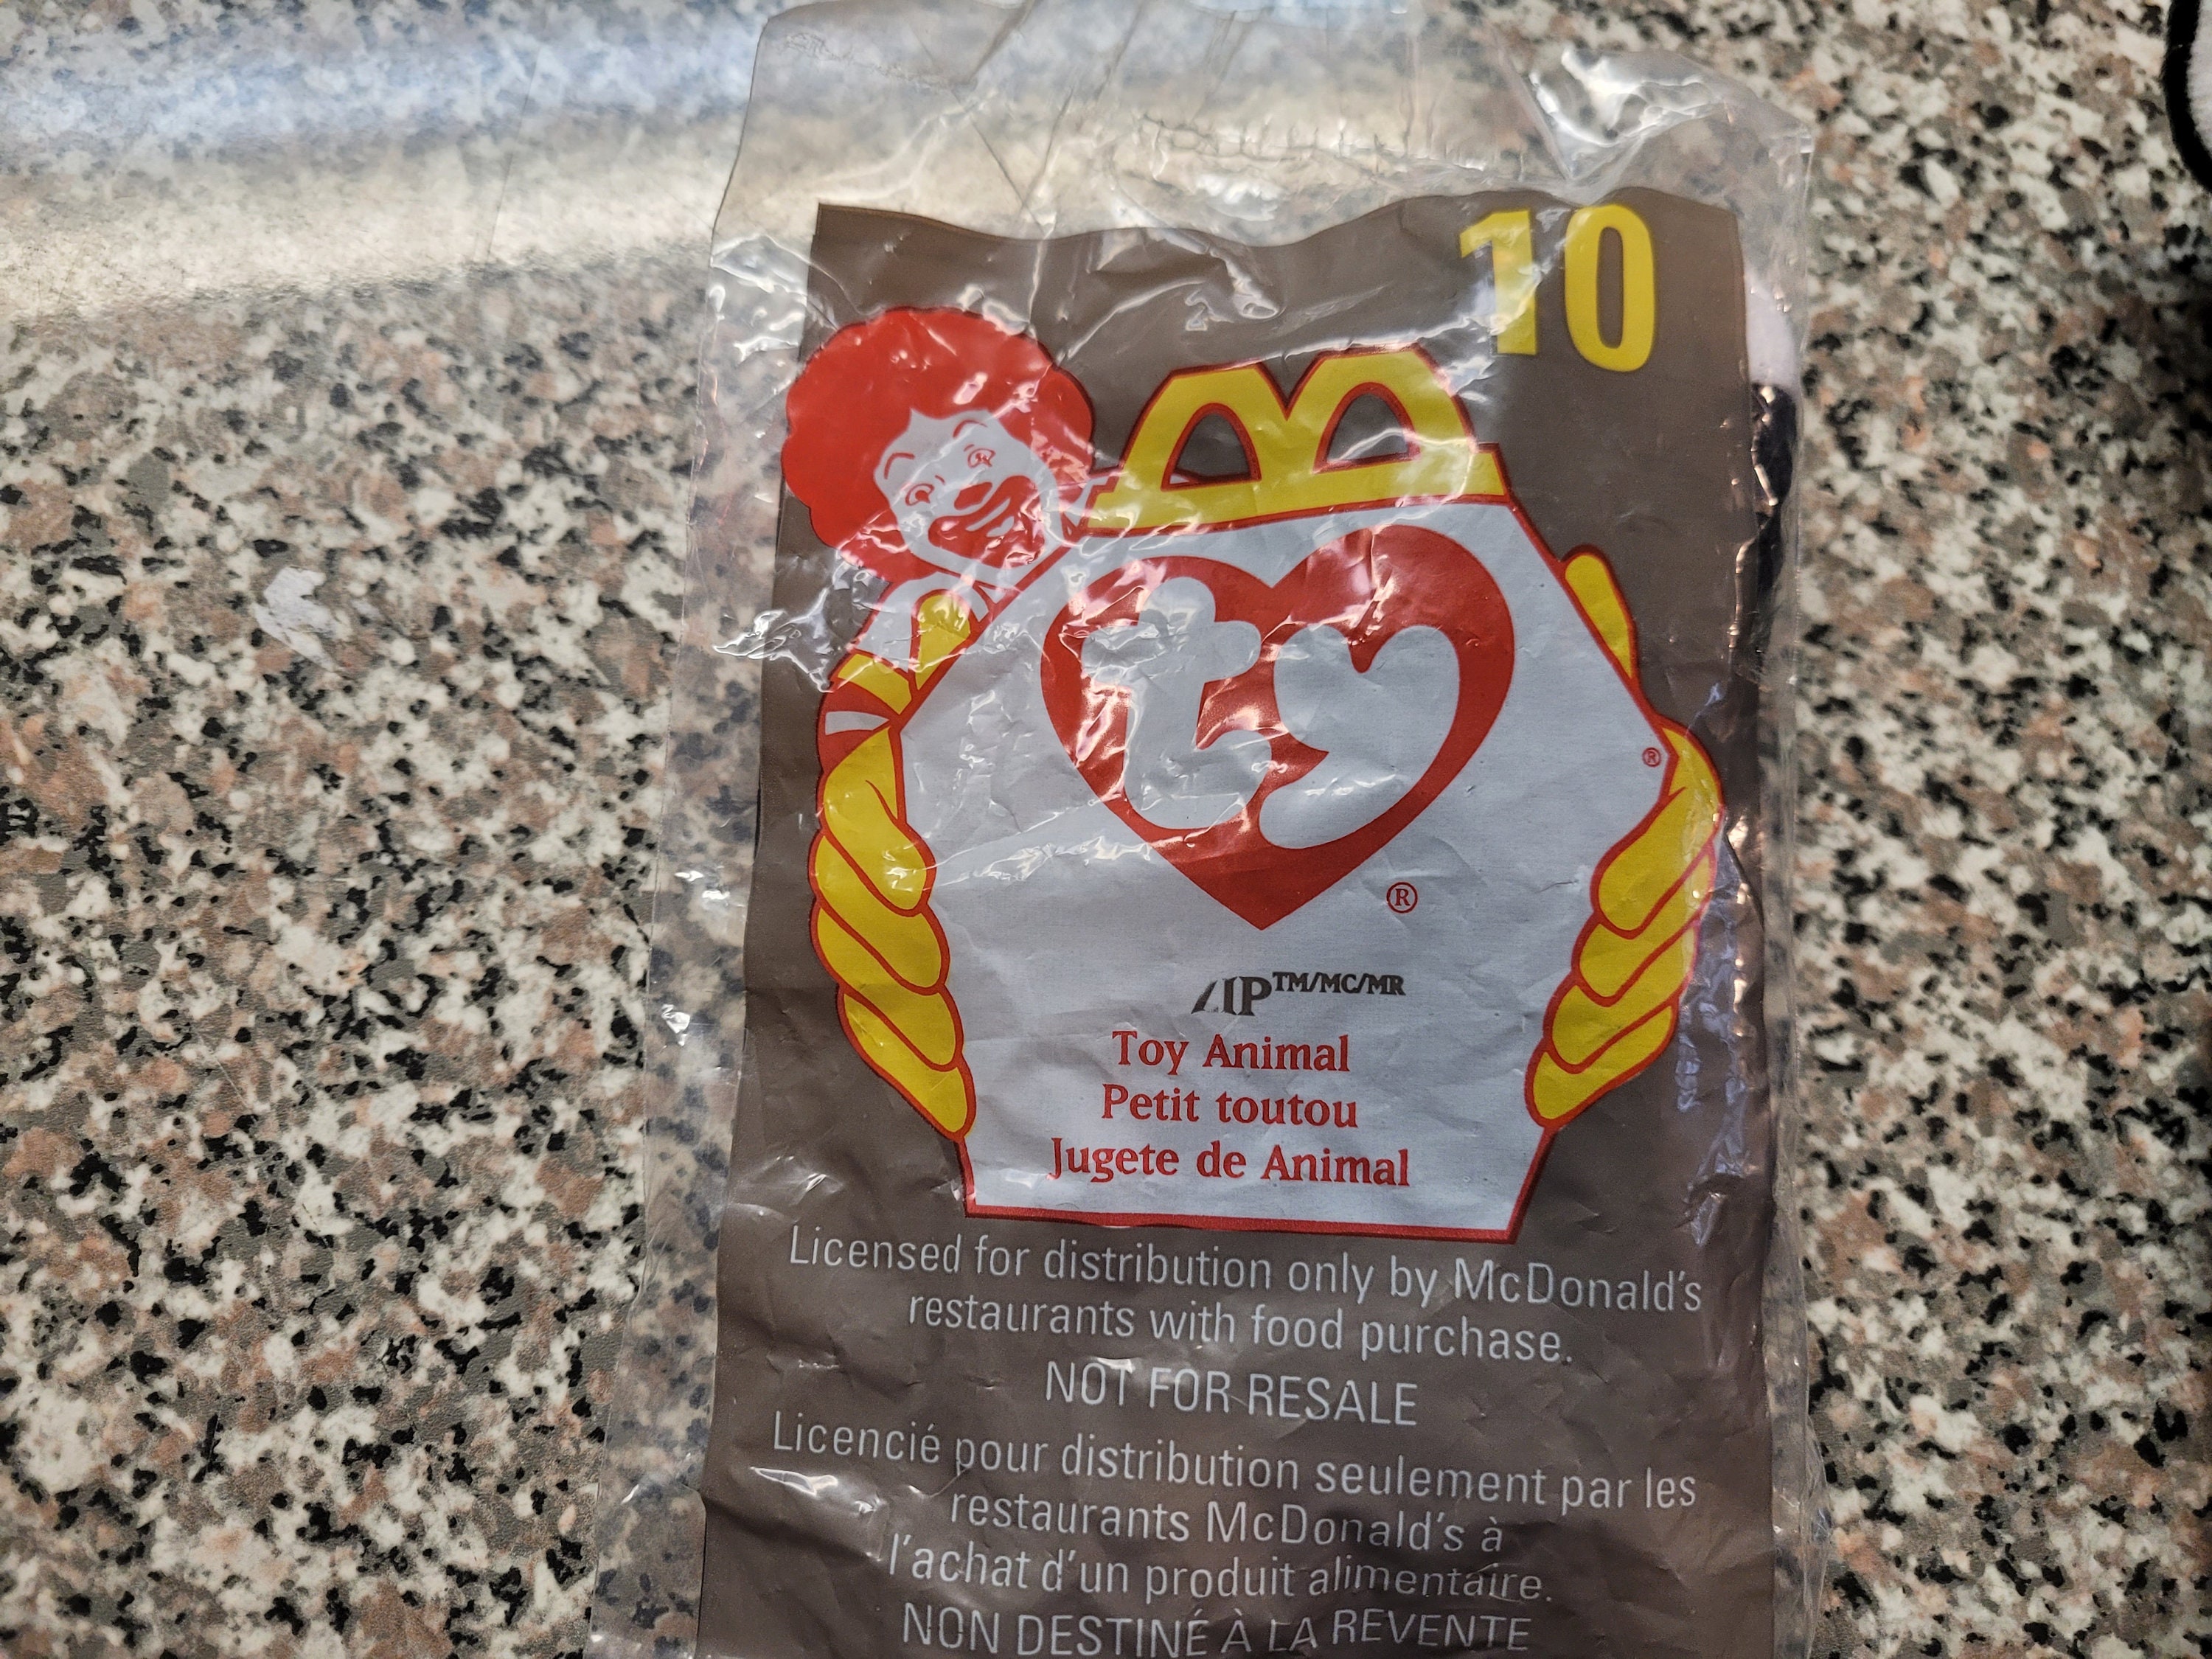 10
ty
®
®
ZIP™/MC/MR
Toy Animal
Petit toutou
Jugete de Animal
Licensed for distribution only by McDonald's
restaurants with food purchase.
NOT FOR RESALE
Licencié pour distribution seulement par les
restaurants McDonald's à
l'achat d'un produit alimentaire.
NON DESTINÉ À LA REVENTE